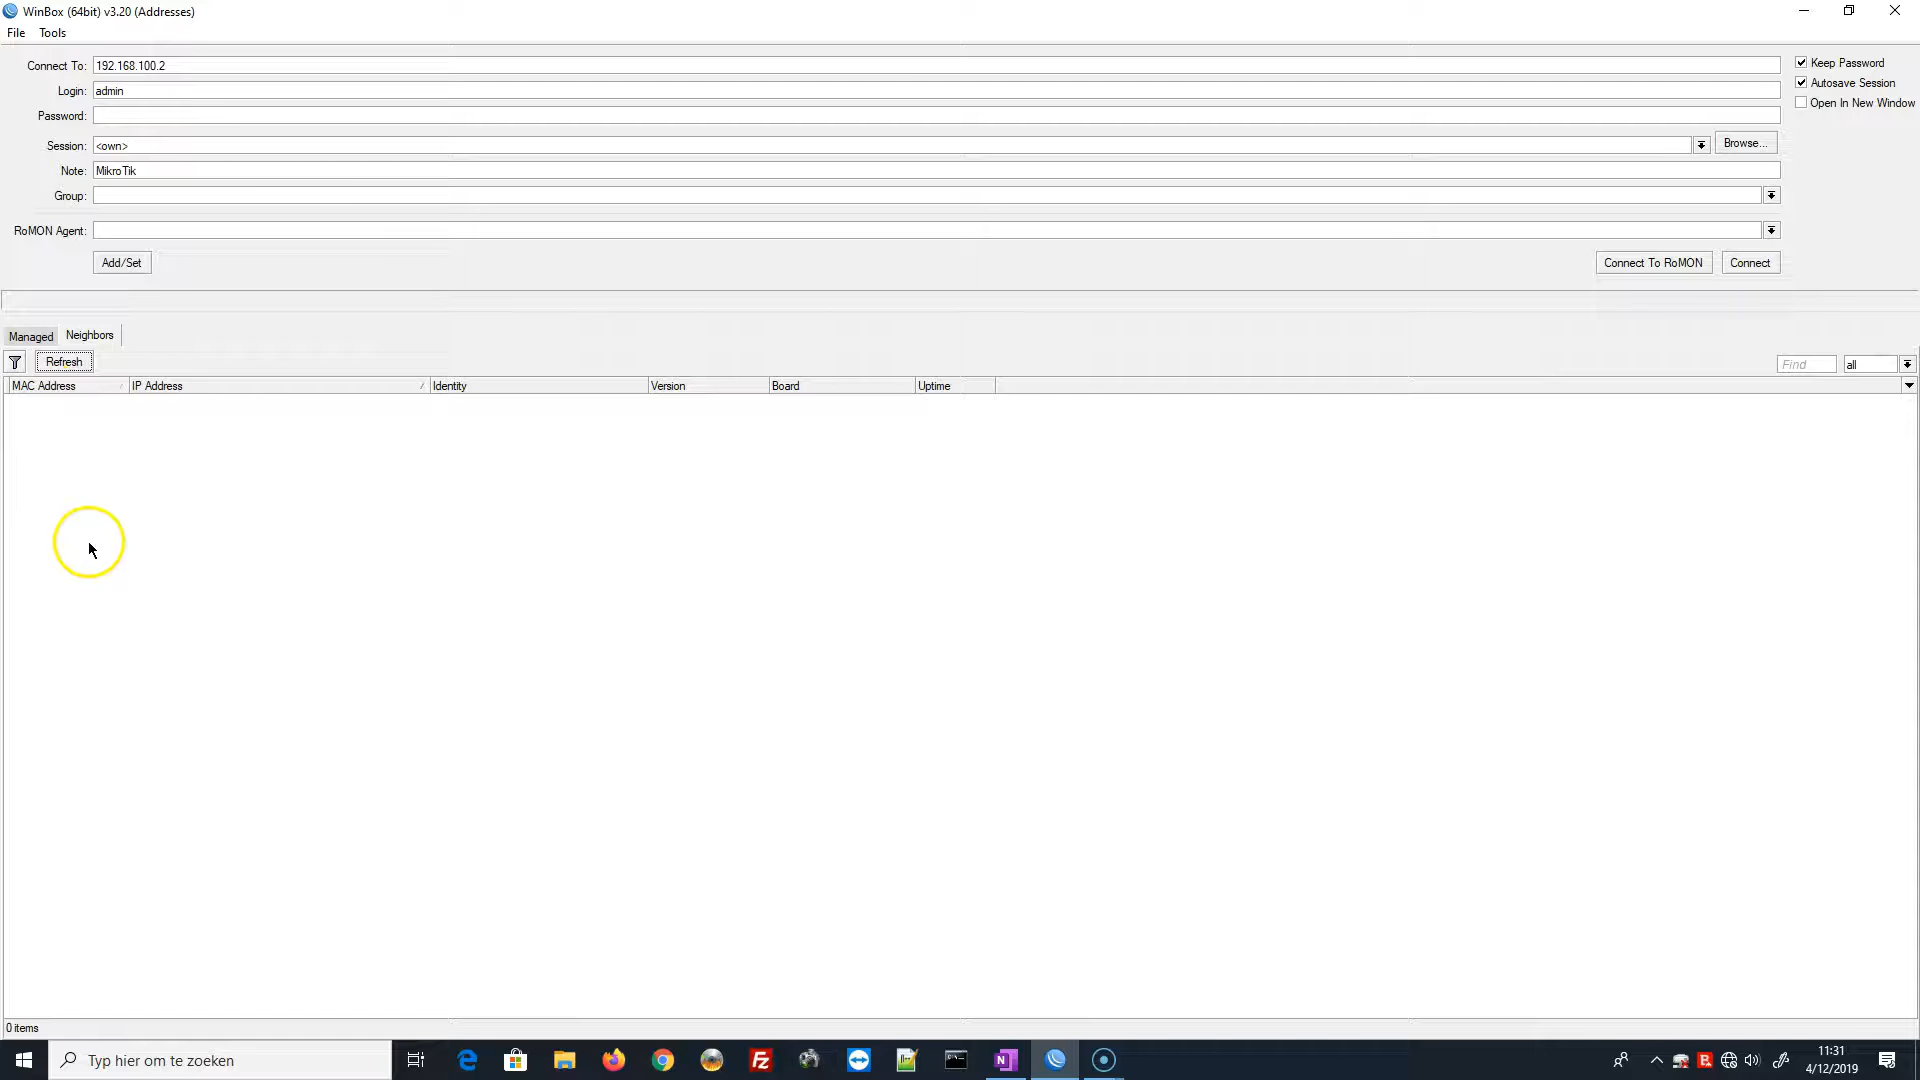 WinBox (64bit) v3.20 (Addresses)
File Tools
Connect To: 192.168.100.2
Keep Password
Login: admin
Autosave Session
Open In New Window
Password:
Session: <own>
Browse...
Note: MikroTik
Group:
RoMON Agent:
Add/Set
Connect To RoMON
Connect
Managed Neighbors
Refresh
Find
all
MAC Address IP Address Identity Version Board Uptime
0 items
Typ hier om te zoeken
11:31
4/12/2019